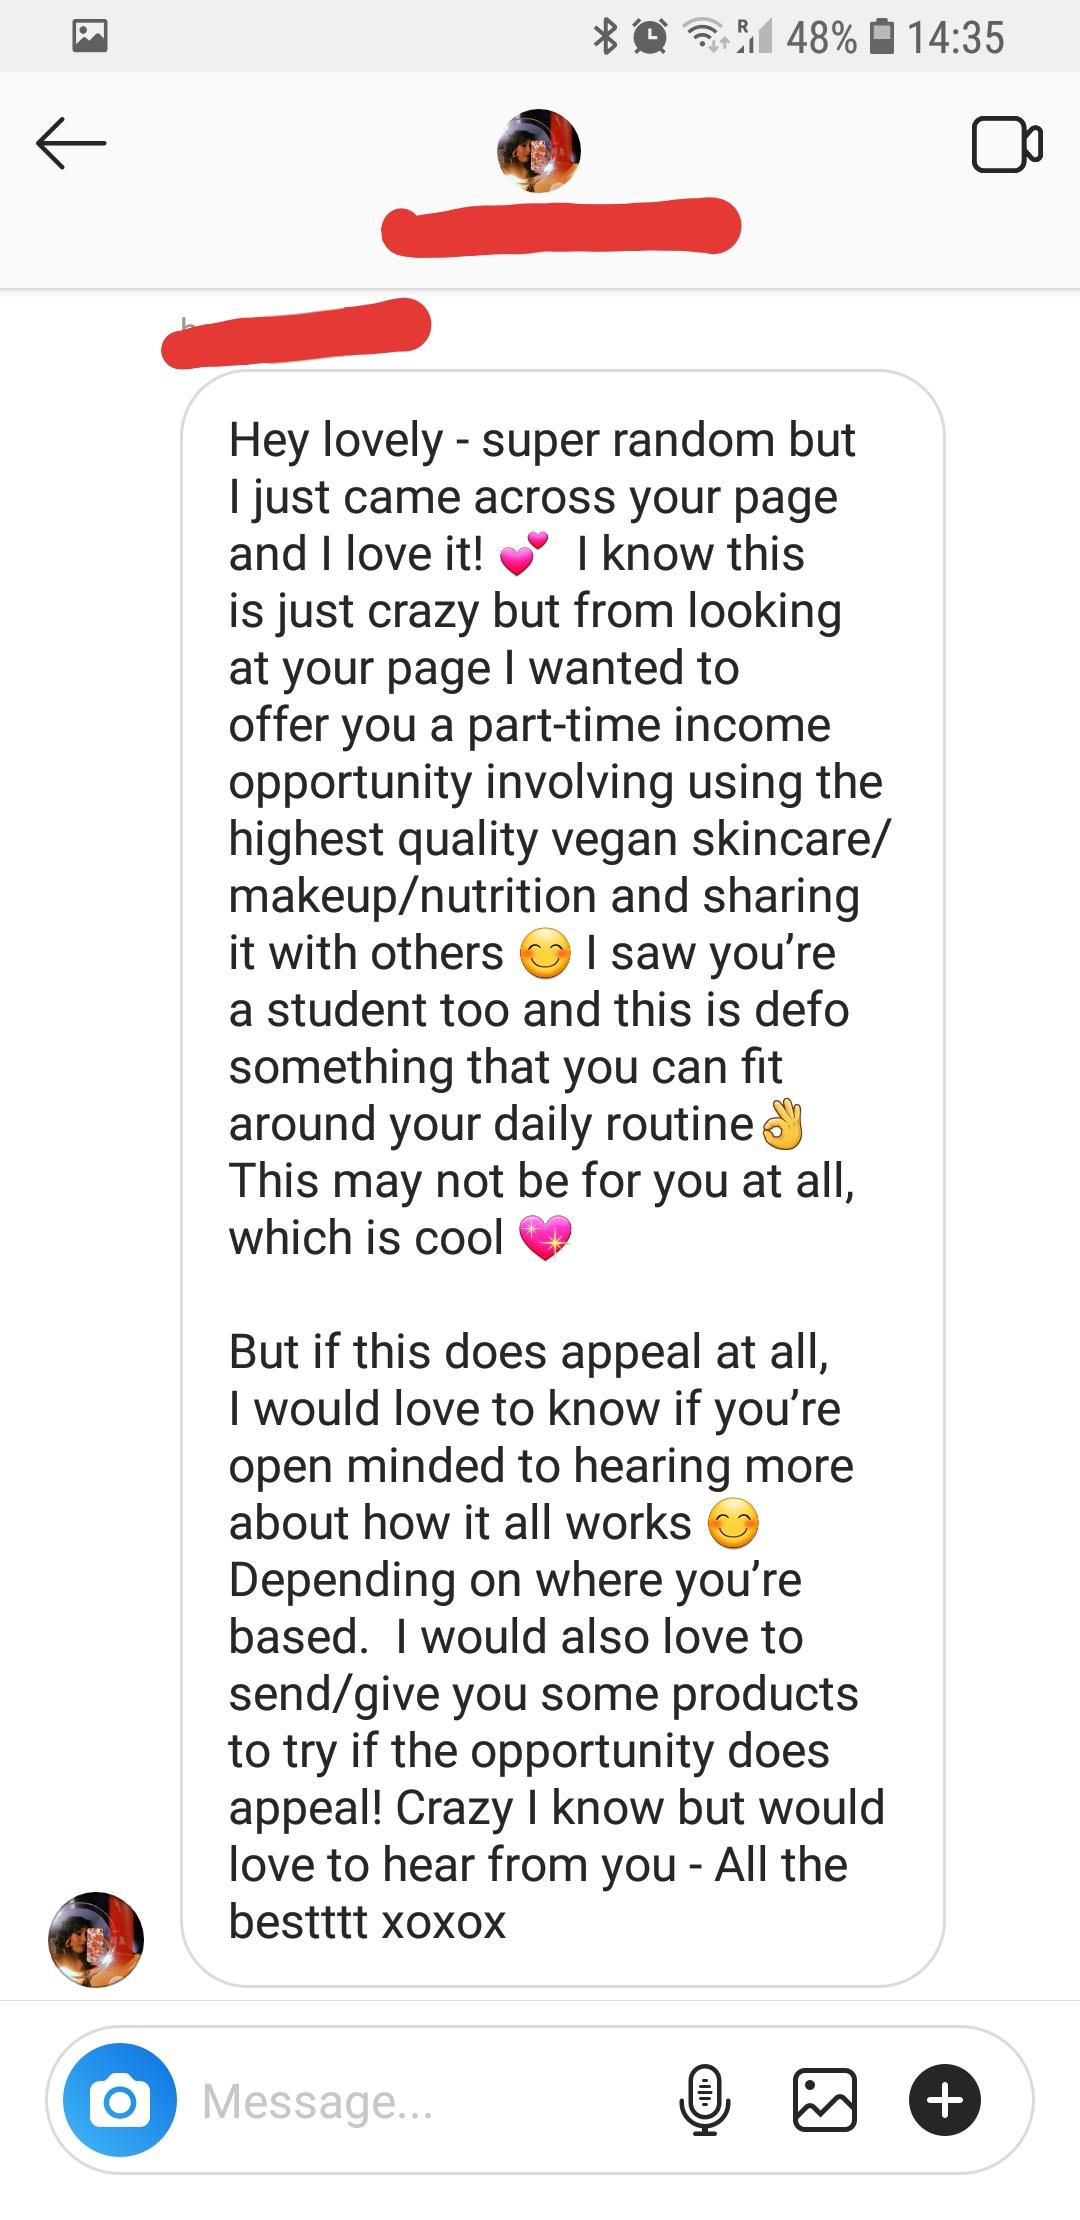 48% 14:35
Hey lovely - super random but
I just came across your page
and I love it! 💕 I know this
is just crazy but from looking
at your page I wanted to
offer you a part-time income
opportunity involving using the
highest quality vegan skincare/
makeup/nutrition and sharing
it with others 😊 I saw you’re
a student too and this is defo
something that you can fit
around your daily routine👌
This may not be for you at all,
which is cool 💖
But if this does appeal at all,
I would love to know if you’re
open minded to hearing more
about how it all works 😊
Depending on where you’re
based.  I would also love to
send/give you some products
to try if the opportunity does
appeal! Crazy I know but would
love to hear from you - All the
bestttt xoxox
Message...